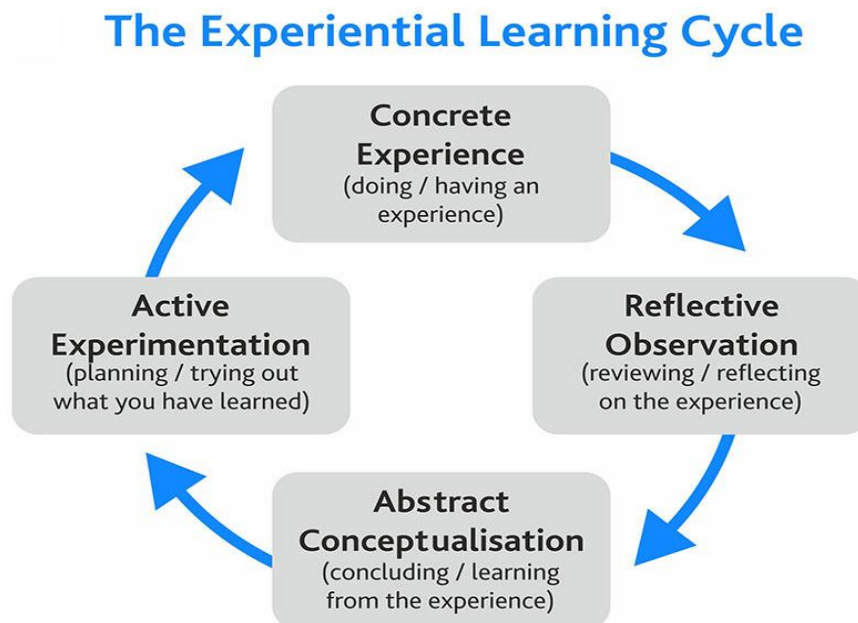 The Experiential Learning Cycle
Concrete
Experience
(doing / having an
experience)
Reflective
Observation
(reviewing / reflecting
on the experience)
Abstract
Conceptualisation
(concluding / learning
from the experience)
Active
Experimentation
(planning / trying out
what you have learned)